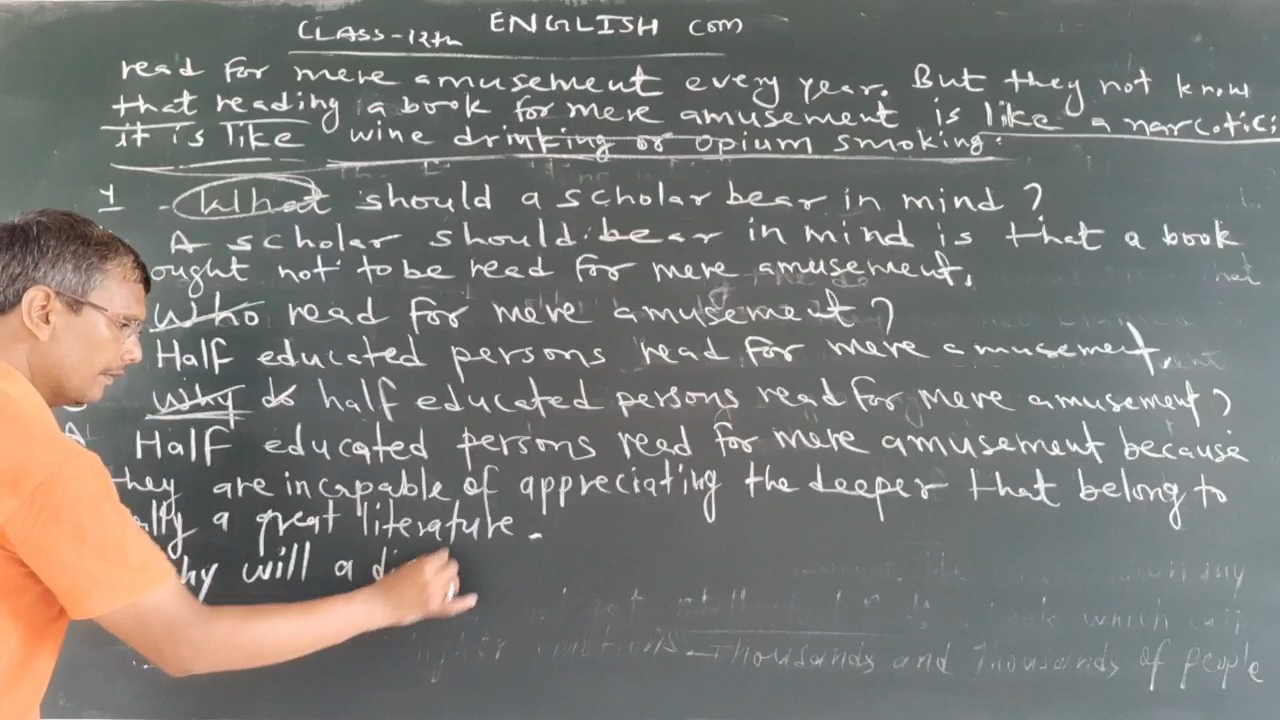 CLASS-12th ENGLISH COM
read for mere amusement every year. But they not know
that reading a book for mere amusement is like a narcotic;
it is like wine drinking or opium smoking.
1 What should a scholar bear in mind?
A scholar should bear in mind is that a book
ought not to be read for mere amusement.
Who read for mere amusement?
Half educated persons read for mere amusement.
Why do half educated persons read for mere amusement?
A Half educated persons read for mere amusement because
they are incapable of appreciating the deeper that belong to
a great literature.
will a
which
Thousands and Thousands of people